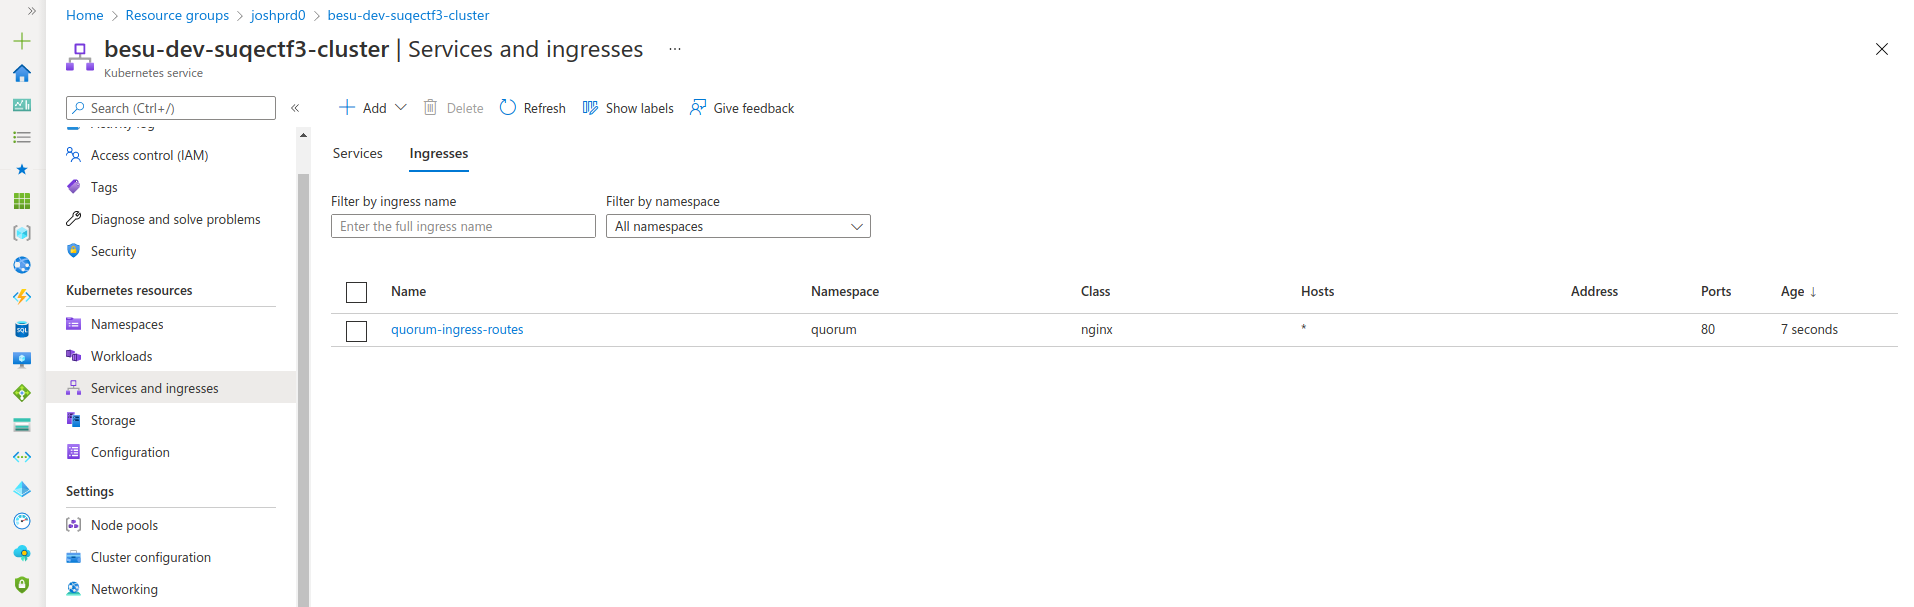 Home > Resource groups > joshprd0 > besu-dev-suqectf3-cluster
besu-dev-suqectf3-cluster | Services and ingresses ...
Kubernetes service
Search (Ctrl+/)
Add
Delete
Refresh
Show labels
Give feedback
Activity log
Access control (IAM)
Tags
Diagnose and solve problems
Security
Kubernetes resources
Namespaces
Workloads
Services and ingresses
Storage
Configuration
Settings
Node pools
Cluster configuration
Networking
Services Ingresses
Filter by ingress name Filter by namespace
Enter the full ingress name All namespaces
Name Namespace Class Hosts Address Ports Age ↓
quorum-ingress-routes quorum nginx * 80 7 seconds